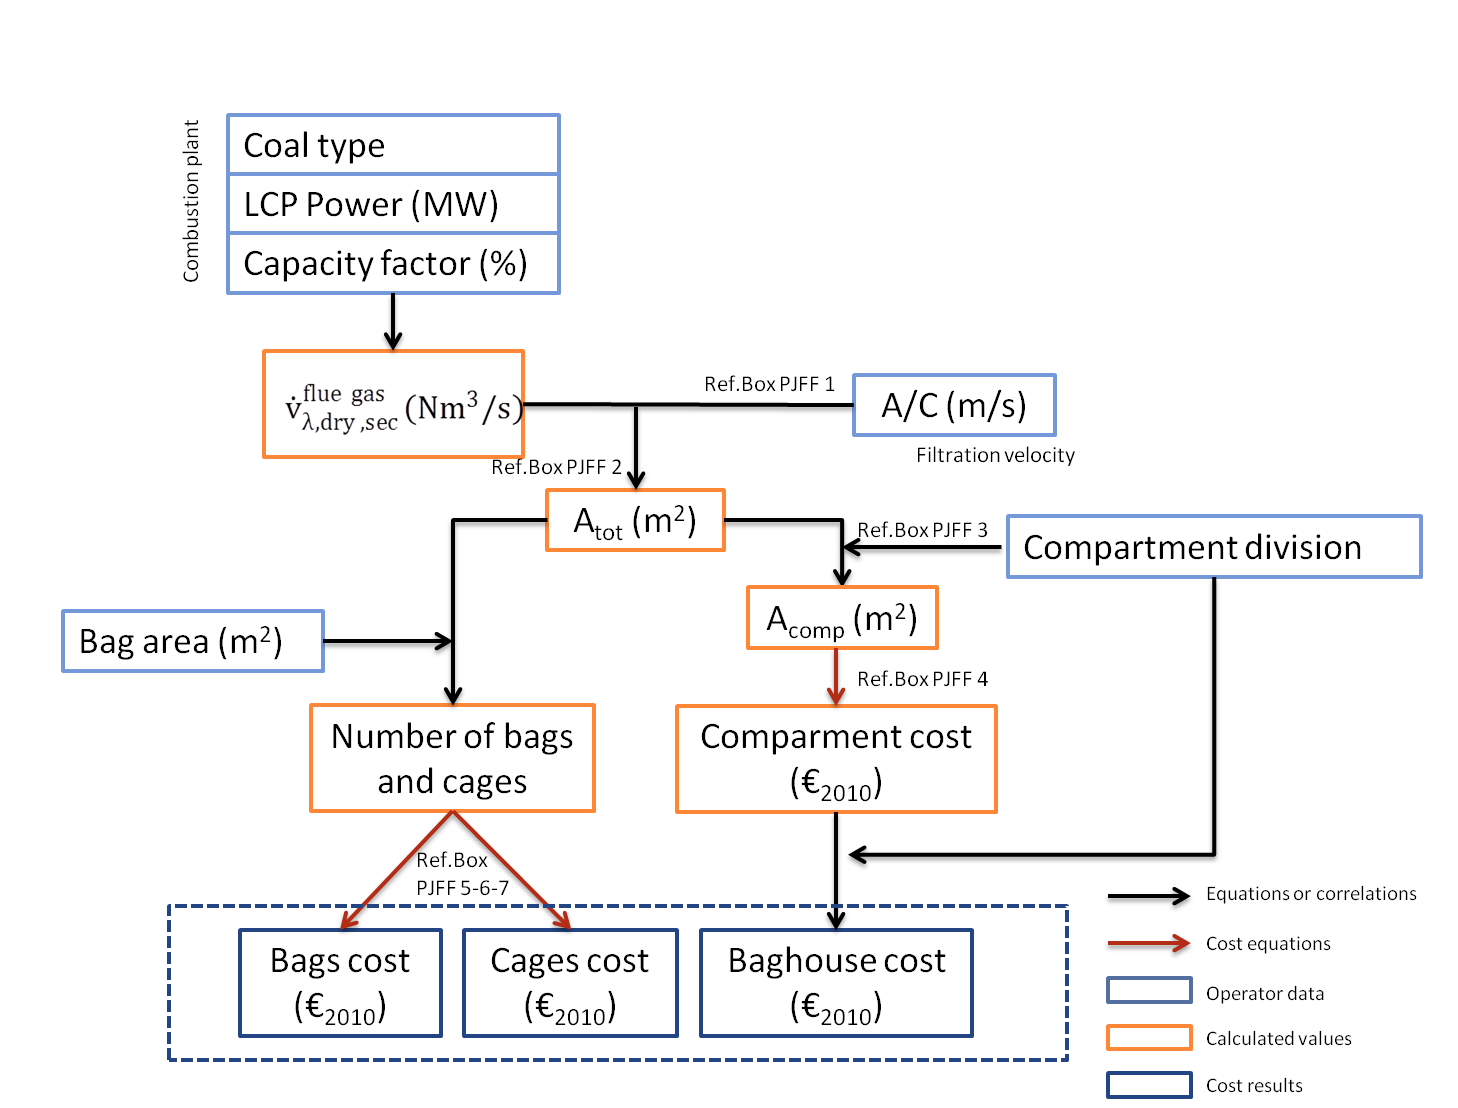 Combustion plant
Coal type
LCP Power (MW)
Capacity factor (%)
v̇ flue gas λ,dry ,sec (Nm³/s)
Ref.Box PJFF 1
A/C (m/s)
Filtration velocity
Ref.Box PJFF 2
Atot (m²)
Ref.Box PJFF 3
Compartment division
Bag area (m²)
Acomp (m²)
Ref.Box PJFF 4
Number of bags
and cages
Comparment cost
(€2010)
Ref.Box
PJFF 5-6-7
Bags cost
(€2010)
Cages cost
(€2010)
Baghouse cost
(€2010)
Equations or correlations
Cost equations
Operator data
Calculated values
Cost results